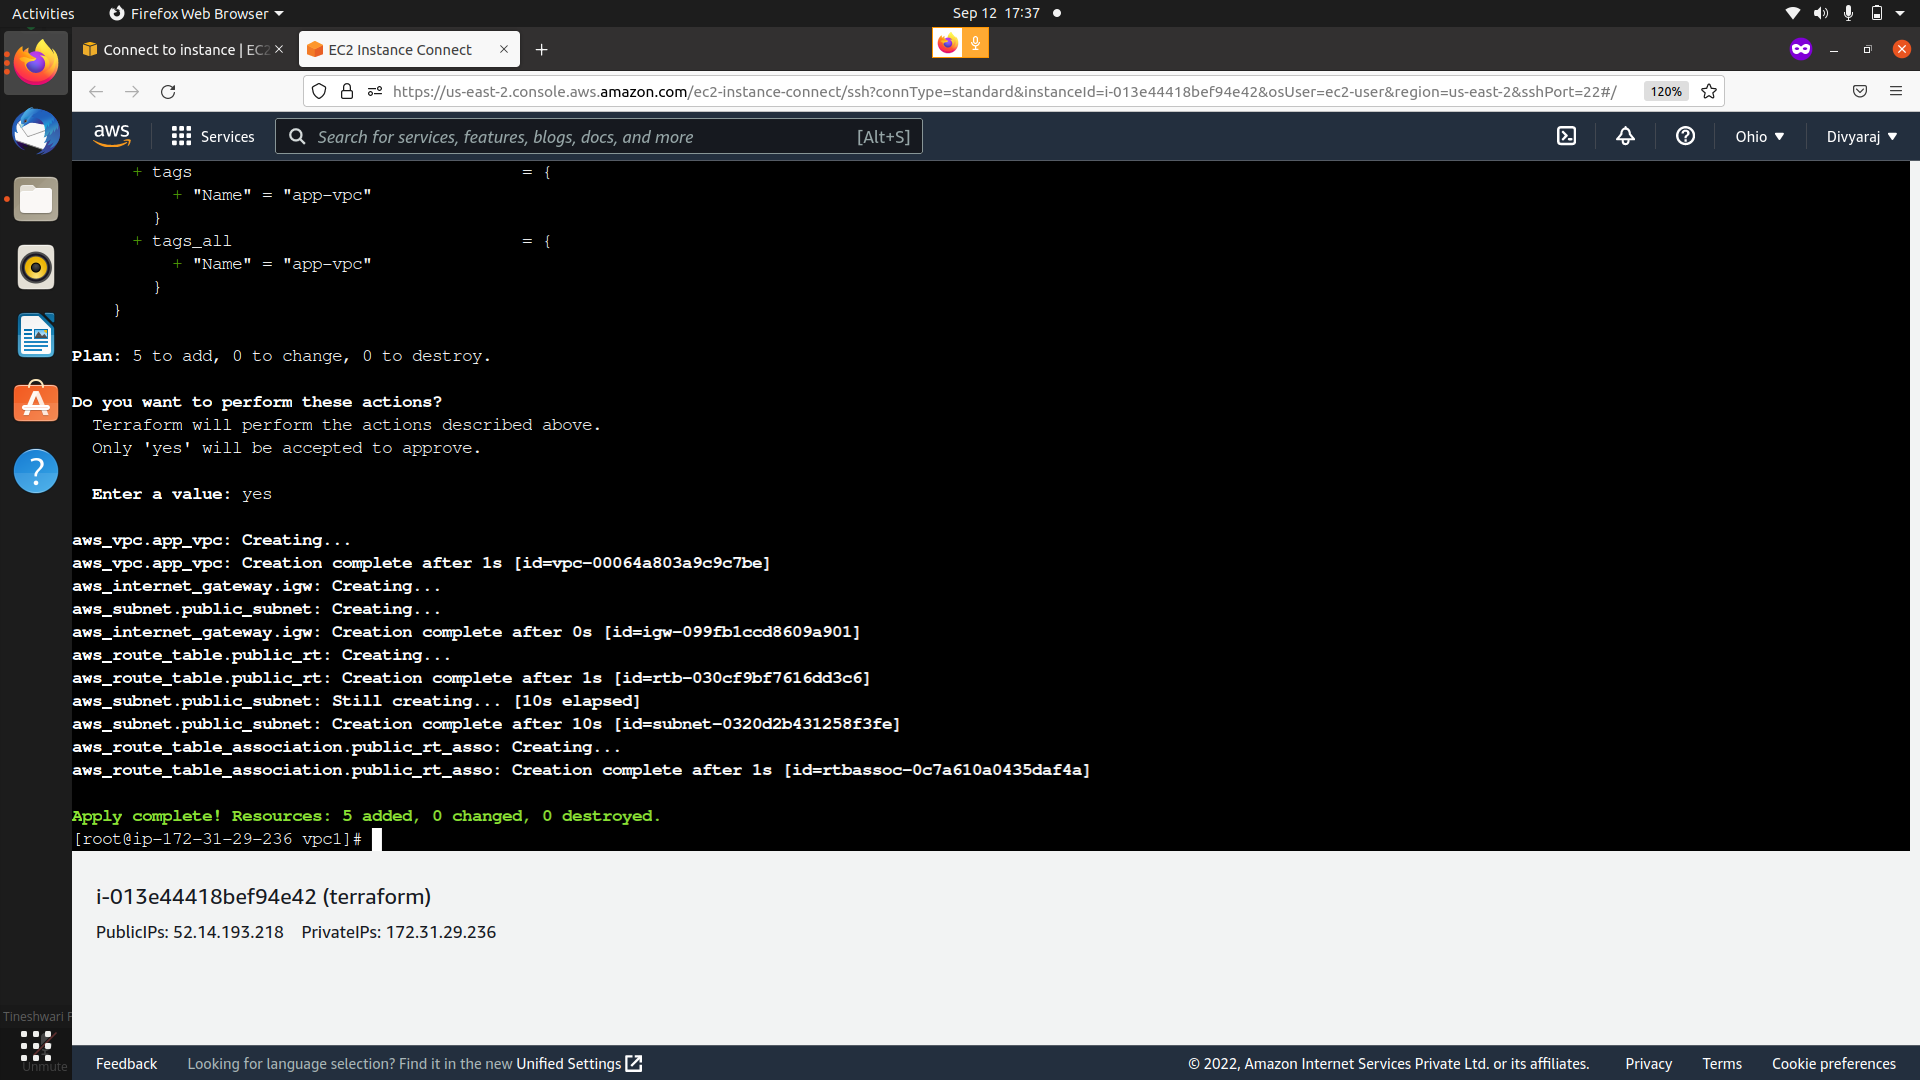 Activities
Firefox Web Browser
Sep 12 17:37
Connect to instance | EC2
EC2 Instance Connect
https://us-east-2.console.aws.amazon.com/ec2-instance-connect/ssh?connType=standard&instanceId=i-013e44418bef94e42&osUser=ec2-user&region=us-east-2&sshPort=22#/
120%
aws
Services
Search for services, features, blogs, docs, and more
[Alt+S]
Ohio
Divyaraj
+ tags = {
+ "Name" = "app-vpc"
}
+ tags_all = {
+ "Name" = "app-vpc"
}
}
Plan: 5 to add, 0 to change, 0 to destroy.
Do you want to perform these actions?
Terraform will perform the actions described above.
Only 'yes' will be accepted to approve.
Enter a value: yes
aws_vpc.app_vpc: Creating...
aws_vpc.app_vpc: Creation complete after 1s [id=vpc-00064a803a9c9c7be]
aws_internet_gateway.igw: Creating...
aws_subnet.public_subnet: Creating...
aws_internet_gateway.igw: Creation complete after 0s [id=igw-099fb1ccd8609a901]
aws_route_table.public_rt: Creating...
aws_route_table.public_rt: Creation complete after 1s [id=rtb-030cf9bf7616dd3c6]
aws_subnet.public_subnet: Still creating... [10s elapsed]
aws_subnet.public_subnet: Creation complete after 10s [id=subnet-0320d2b431258f3fe]
aws_route_table_association.public_rt_asso: Creating...
aws_route_table_association.public_rt_asso: Creation complete after 1s [id=rtbassoc-0c7a610a0435daf4a]
Apply complete! Resources: 5 added, 0 changed, 0 destroyed.
[root@ip-172-31-29-236 vpc1]#
i-013e44418bef94e42 (terraform)
PublicIPs: 52.14.193.218 PrivateIPs: 172.31.29.236
Tineshwari
Unmute
Feedback
Looking for language selection? Find it in the new Unified Settings
© 2022, Amazon Internet Services Private Ltd. or its affiliates.
Privacy
Terms
Cookie preferences